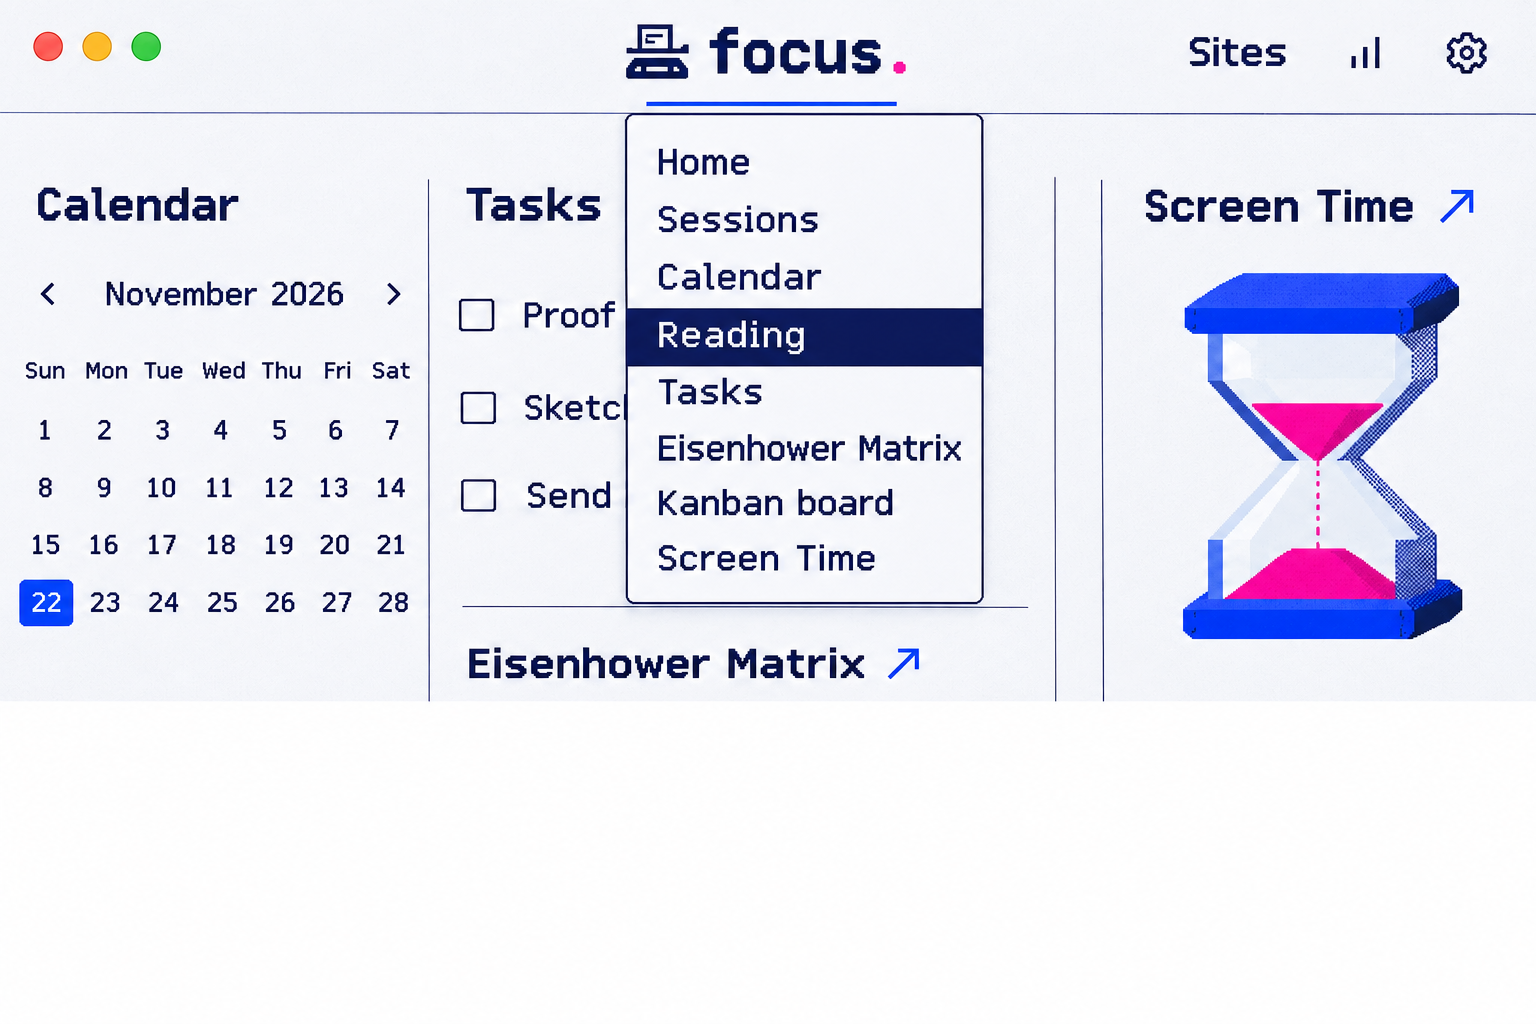 focus.
Sites
Home
Sessions
Calendar
Reading
Tasks
Eisenhower Matrix
Kanban board
Screen Time
Calendar
November 2026
Sun Mon Tue Wed Thu Fri Sat
1 2 3 4 5 6 7
8 9 10 11 12 13 14
15 16 17 18 19 20 21
22 23 24 25 26 27 28
Tasks
Proof
Send
Eisenhower Matrix
Screen Time